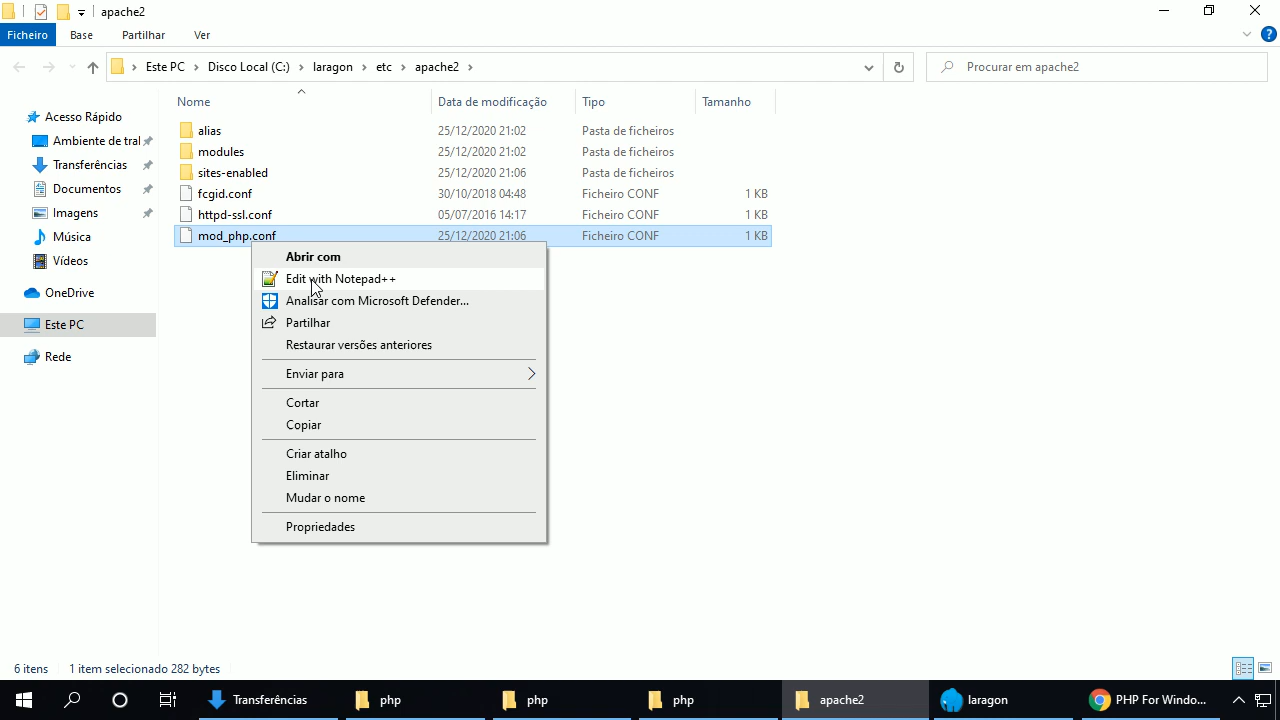 apache2
Ficheiro Base Partilhar Ver
Este PC Disco Local (C:) laragon etc apache2
Procurar em apache2
Nome Data de modificação Tipo Tamanho
Acesso Rápido
Ambiente de tral
Transferências
Documentos
Imagens
Música
Vídeos
OneDrive
Este PC
Rede
alias 25/12/2020 21:02 Pasta de ficheiros
modules 25/12/2020 21:02 Pasta de ficheiros
sites-enabled 25/12/2020 21:06 Pasta de ficheiros
fcgid.conf 30/10/2018 04:48 Ficheiro CONF 1 KB
httpd-ssl.conf 05/07/2016 14:17 Ficheiro CONF 1 KB
mod_php.conf 25/12/2020 21:06 Ficheiro CONF 1 KB
Abrir com
Edit with Notepad++
Analisar com Microsoft Defender...
Partilhar
Restaurar versões anteriores
Enviar para
Cortar
Copiar
Criar atalho
Eliminar
Mudar o nome
Propriedades
6 itens 1 item selecionado 282 bytes
Transferências php php php apache2 laragon PHP For Windo...